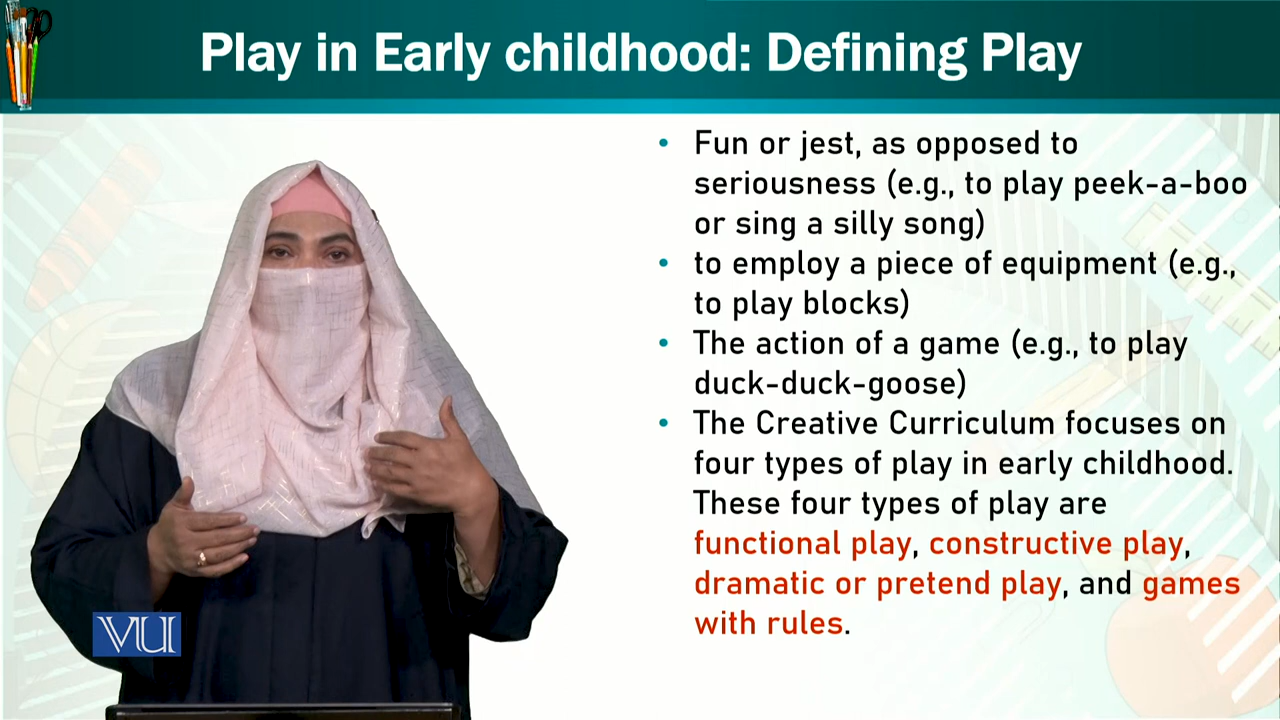 Play in Early childhood: Defining Play
• Fun or jest, as opposed to
seriousness (e.g., to play peek-a-boo
or sing a silly song)
• to employ a piece of equipment (e.g.,
to play blocks)
• The action of a game (e.g., to play
duck-duck-goose)
• The Creative Curriculum focuses on
four types of play in early childhood.
These four types of play are
functional play, constructive play,
dramatic or pretend play, and games
with rules.
VU